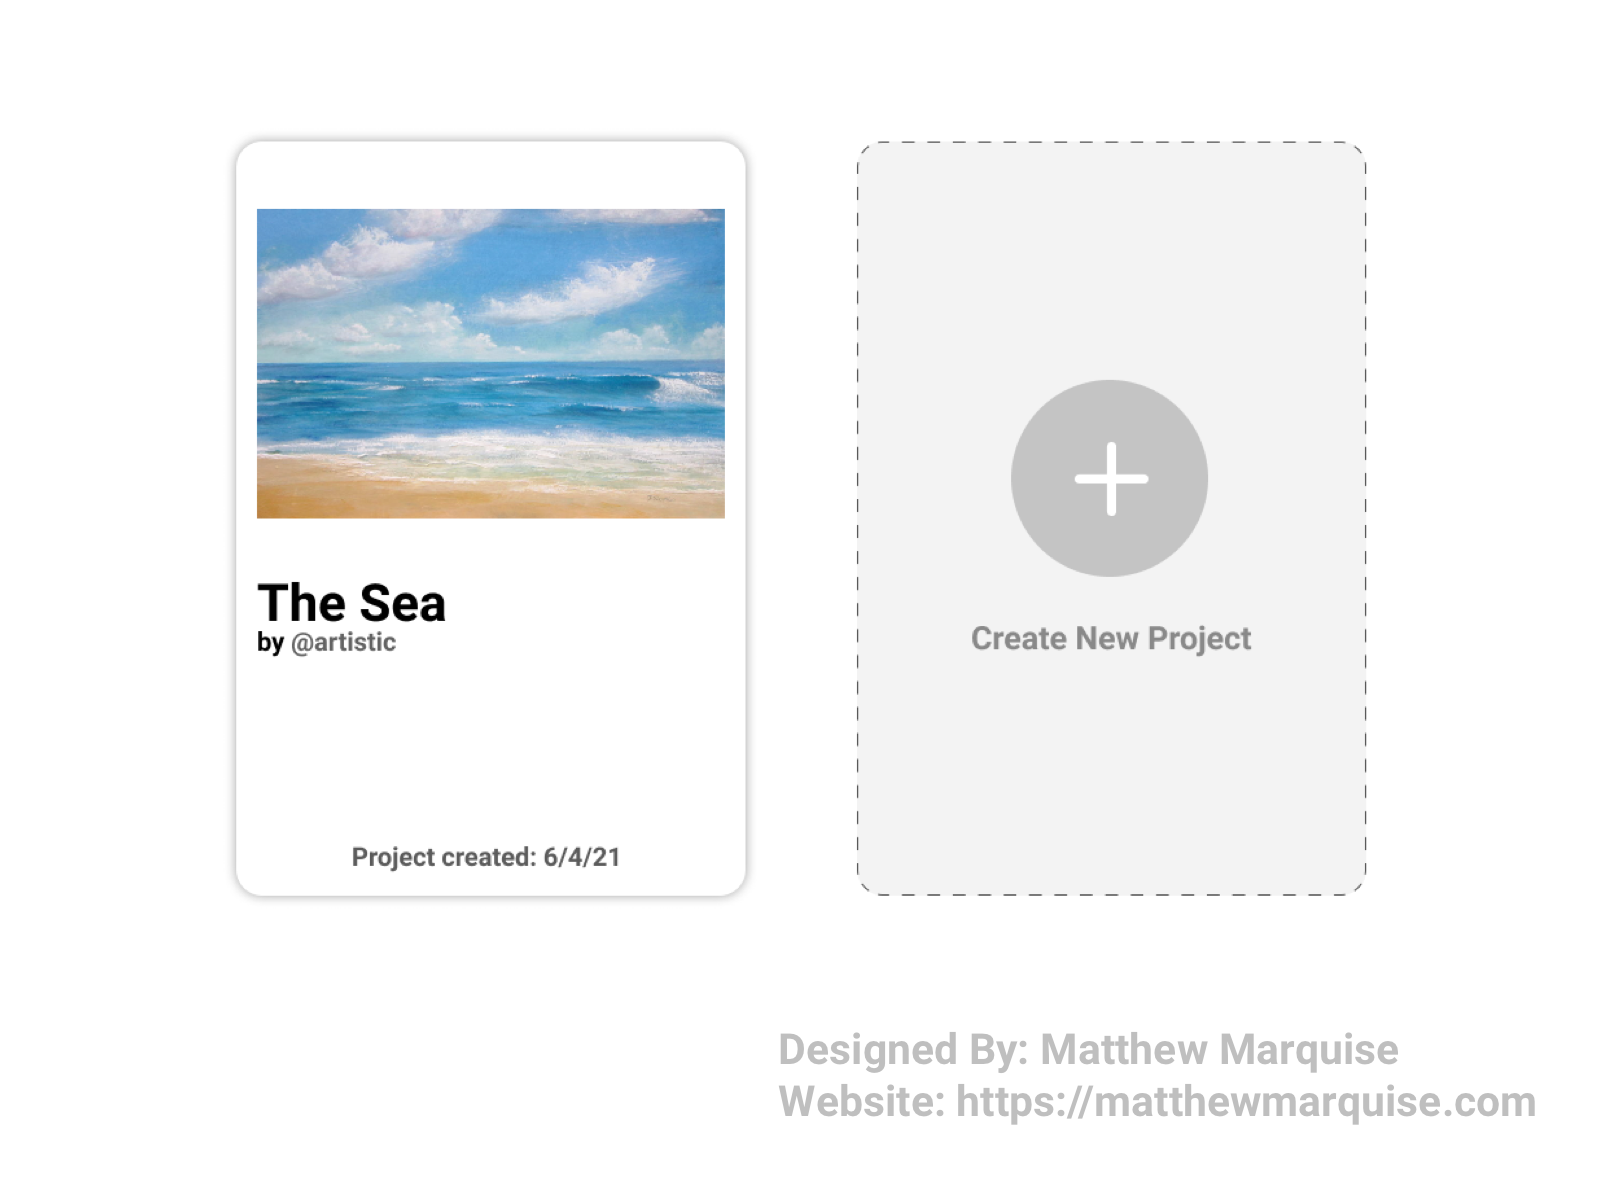 The Sea
by @artistic
Project created: 6/4/21
Create New Project
Designed By: Matthew Marquise
Website: https://matthewmarquise.com